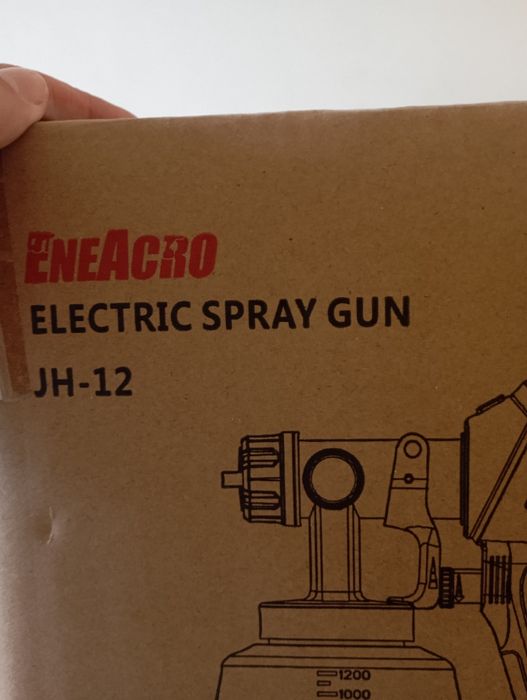 ENEACRO
ELECTRIC SPRAY GUN
JH-12
1200
1000